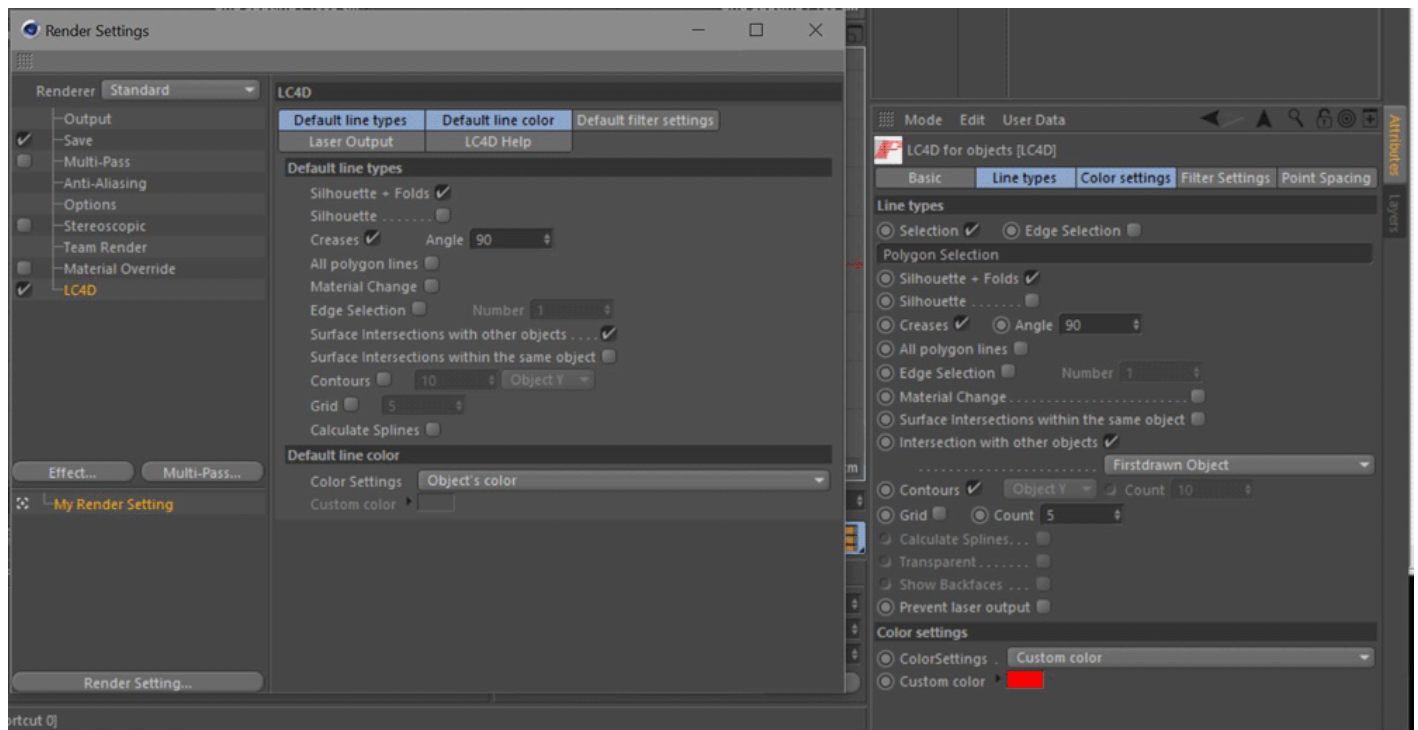 Render Settings
Renderer Standard
Output
Save
Multi-Pass
Anti-Aliasing
Options
Stereoscopic
Team Render
Material Override
LC4D
Effect... Multi-Pass...
My Render Setting
Render Setting...
LC4D
Default line types Default line color Default filter settings
Laser Output LC4D Help
Default line types
Silhouette + Folds
Silhouette . . . . . . .
Creases Angle 90
All polygon lines
Material Change
Edge Selection Number 1
Surface Intersections with other objects . . . .
Surface Intersections within the same object
Contours 10 Object Y
Grid 5
Calculate Splines
Default line color
Color Settings Object's color
Custom color
Mode Edit User Data
LC4D for objects [LC4D]
Basic Line types Color settings Filter Settings Point Spacing
Line types
Selection Edge Selection
Polygon Selection
Silhouette + Folds
Silhouette . . . . . . .
Creases Angle 90
All polygon lines
Edge Selection Number 1
Material Change . . . . . . . . . . . . . . . . . . . . . . .
Surface Intersections within the same object
Intersection with other objects
. . . . . . . . . . . . . . . . . . . . . . . Firstdrawn Object
Contours Object Y Count 10
Grid Count 5
Calculate Splines. . .
Transparent . . . . . . .
Show Backfaces . . .
Prevent laser output
Color settings
ColorSettings . Custom color
Custom color
Attributes
Layers
rtcut 0]